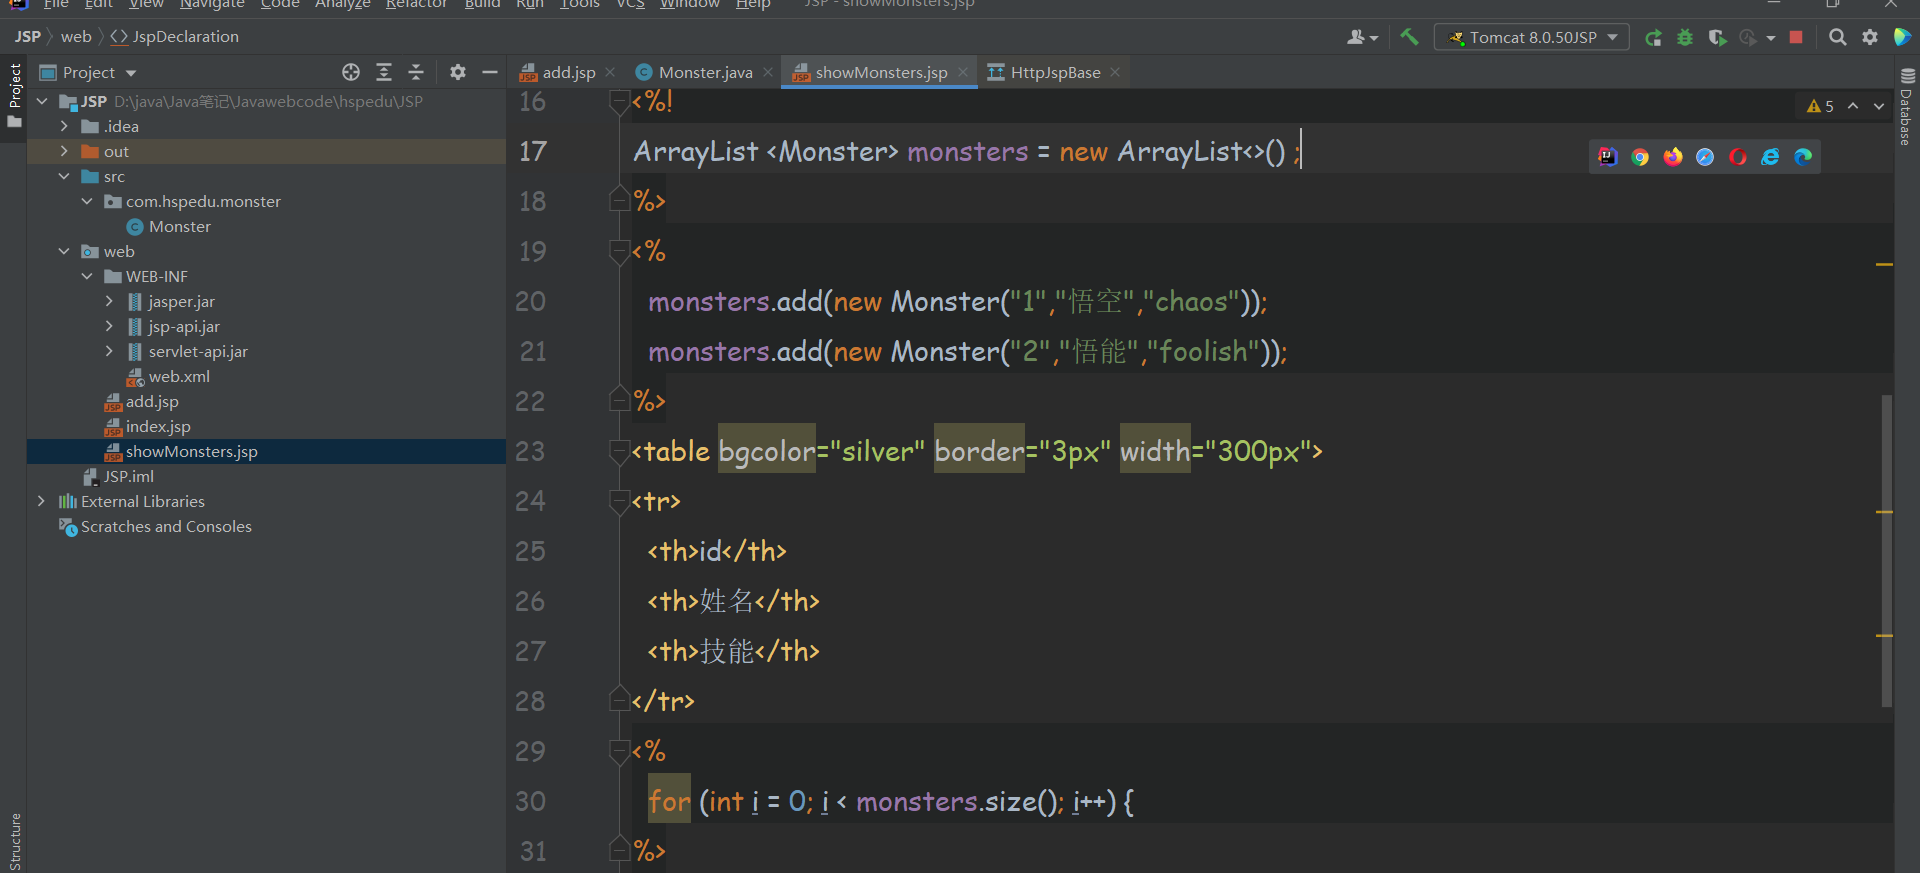 File Edit View Navigate Code Analyze Refactor Build Run Tools VCS Window Help JSP - showMonsters.jsp
JSP web JspDeclaration
Tomcat 8.0.50JSP
Project
add.jsp Monster.java showMonsters.jsp HttpJspBase
Project
Structure
Database
JSP D:\java\Java笔记\Javawebcode\hspedu\JSP
.idea
out
src
com.hspedu.monster
Monster
web
WEB-INF
jasper.jar
jsp-api.jar
servlet-api.jar
web.xml
add.jsp
index.jsp
showMonsters.jsp
JSP.iml
External Libraries
Scratches and Consoles
5
16 <%!
17 ArrayList <Monster> monsters = new ArrayList<>() ;
18 %>
19 <%
20 monsters.add(new Monster("1","悟空","chaos"));
21 monsters.add(new Monster("2","悟能","foolish"));
22 %>
23 <table bgcolor="silver" border="3px" width="300px">
24 <tr>
25 <th>id</th>
26 <th>姓名</th>
27 <th>技能</th>
28 </tr>
29 <%
30 for (int i = 0; i < monsters.size(); i++) {
31 %>